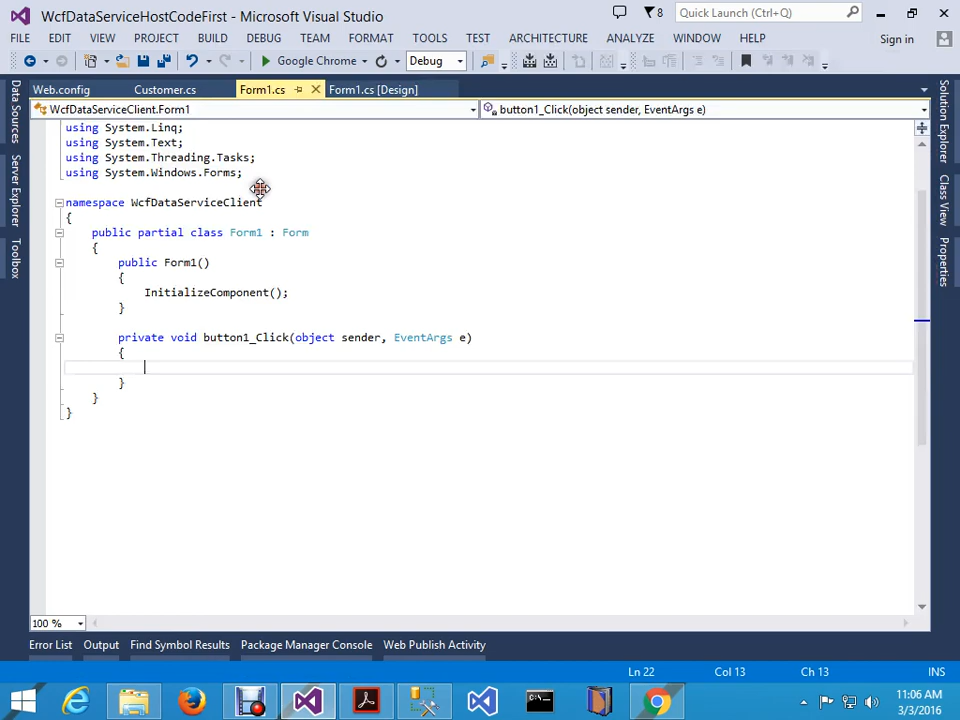 WcfDataServiceHostCodeFirst - Microsoft Visual Studio
8
Quick Launch (Ctrl+Q)
FILE EDIT VIEW PROJECT BUILD DEBUG TEAM FORMAT TOOLS TEST ARCHITECTURE ANALYZE WINDOW HELP Sign in
Google Chrome Debug
Web.config Customer.cs Form1.cs Form1.cs [Design]
WcfDataServiceClient.Form1 button1_Click(object sender, EventArgs e)
Data Sources
Server Explorer
Toolbox
Solution Explorer
Class View
Properties
using System.Linq;
using System.Text;
using System.Threading.Tasks;
using System.Windows.Forms;
namespace WcfDataServiceClient
{
public partial class Form1 : Form
{
public Form1()
{
InitializeComponent();
}
private void button1_Click(object sender, EventArgs e)
{
}
}
}
100 %
Error List Output Find Symbol Results Package Manager Console Web Publish Activity
Ln 22 Col 13 Ch 13 INS
11:06 AM
3/3/2016